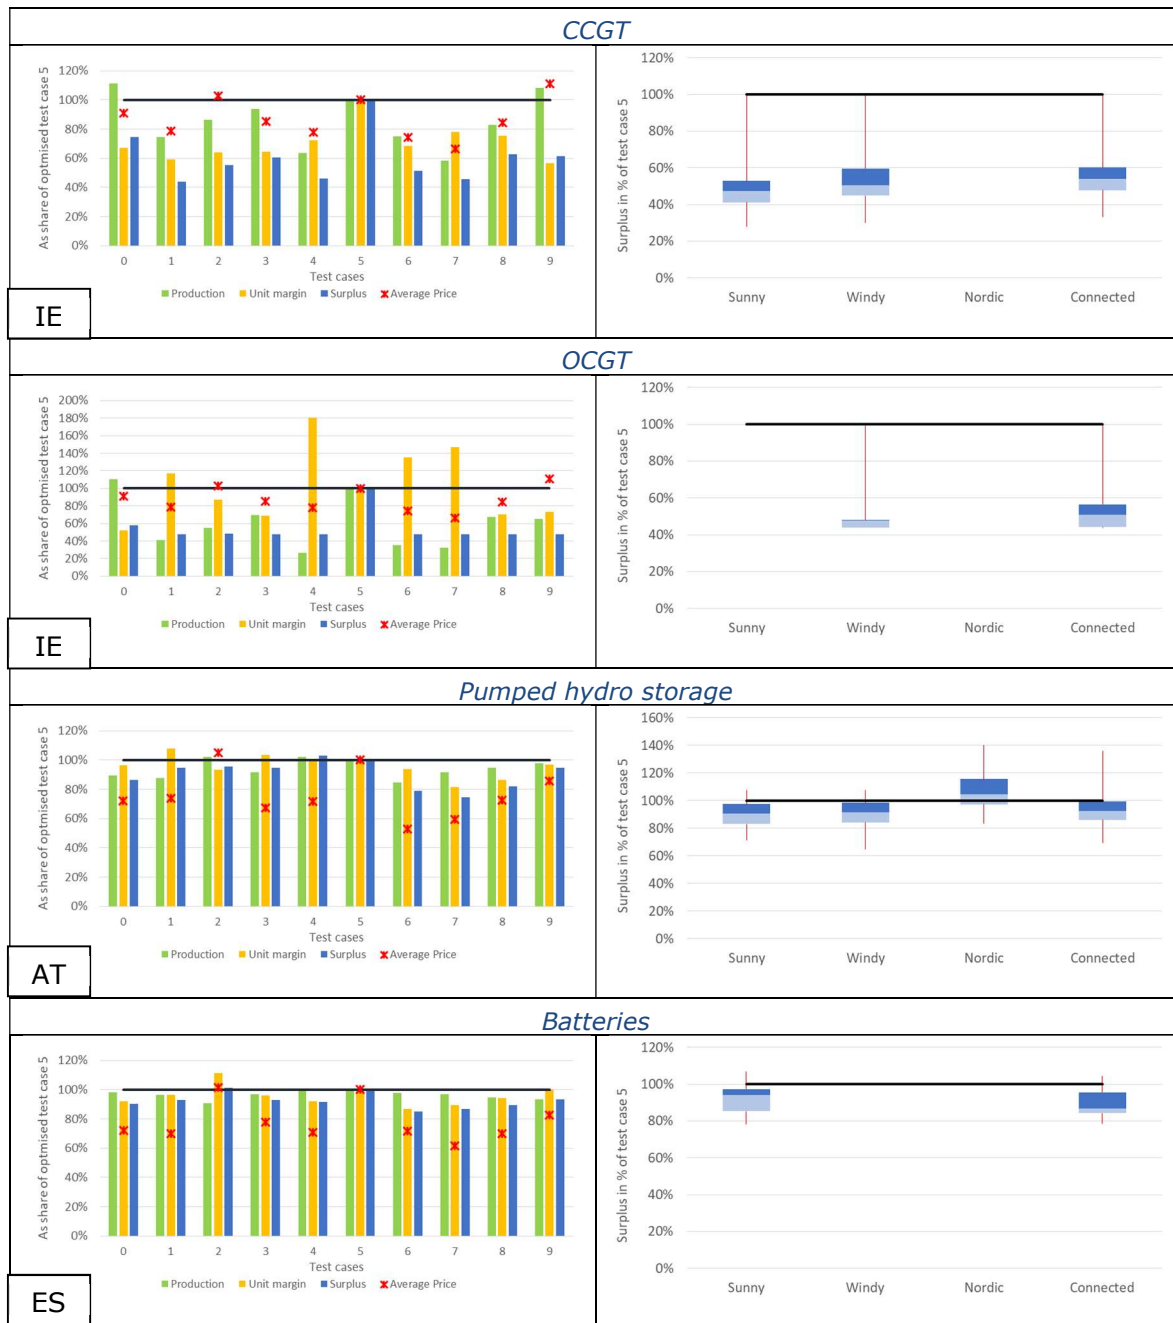 CCGT
As share of optmised test case 5
120%
100%
80%
60%
40%
20%
0%
0 1 2 3 4 5 6 7 8 9
Test cases
Production Unit margin Surplus Average Price
IE
Surplus in % of test case 5
120%
100%
80%
60%
40%
20%
0%
Sunny Windy Nordic Connected
OCGT
As share of optmised test case 5
200%
180%
160%
140%
120%
100%
80%
60%
40%
20%
0%
0 1 2 3 4 5 6 7 8 9
Test cases
Production Unit margin Surplus Average Price
IE
Surplus in % of test case 5
120%
100%
80%
60%
40%
20%
0%
Sunny Windy Nordic Connected
Pumped hydro storage
As share of optmised test case 5
120%
100%
80%
60%
40%
20%
0%
0 1 2 3 4 5 6 7 8 9
Test cases
Production Unit margin Surplus Average Price
AT
Surplus in % of test case 5
160%
140%
120%
100%
80%
60%
40%
20%
0%
Sunny Windy Nordic Connected
Batteries
As share of optmised test case 5
120%
100%
80%
60%
40%
20%
0%
0 1 2 3 4 5 6 7 8 9
Test cases
Production Unit margin Surplus Average Price
ES
Surplus in % of test case 5
120%
100%
80%
60%
40%
20%
0%
Sunny Windy Nordic Connected